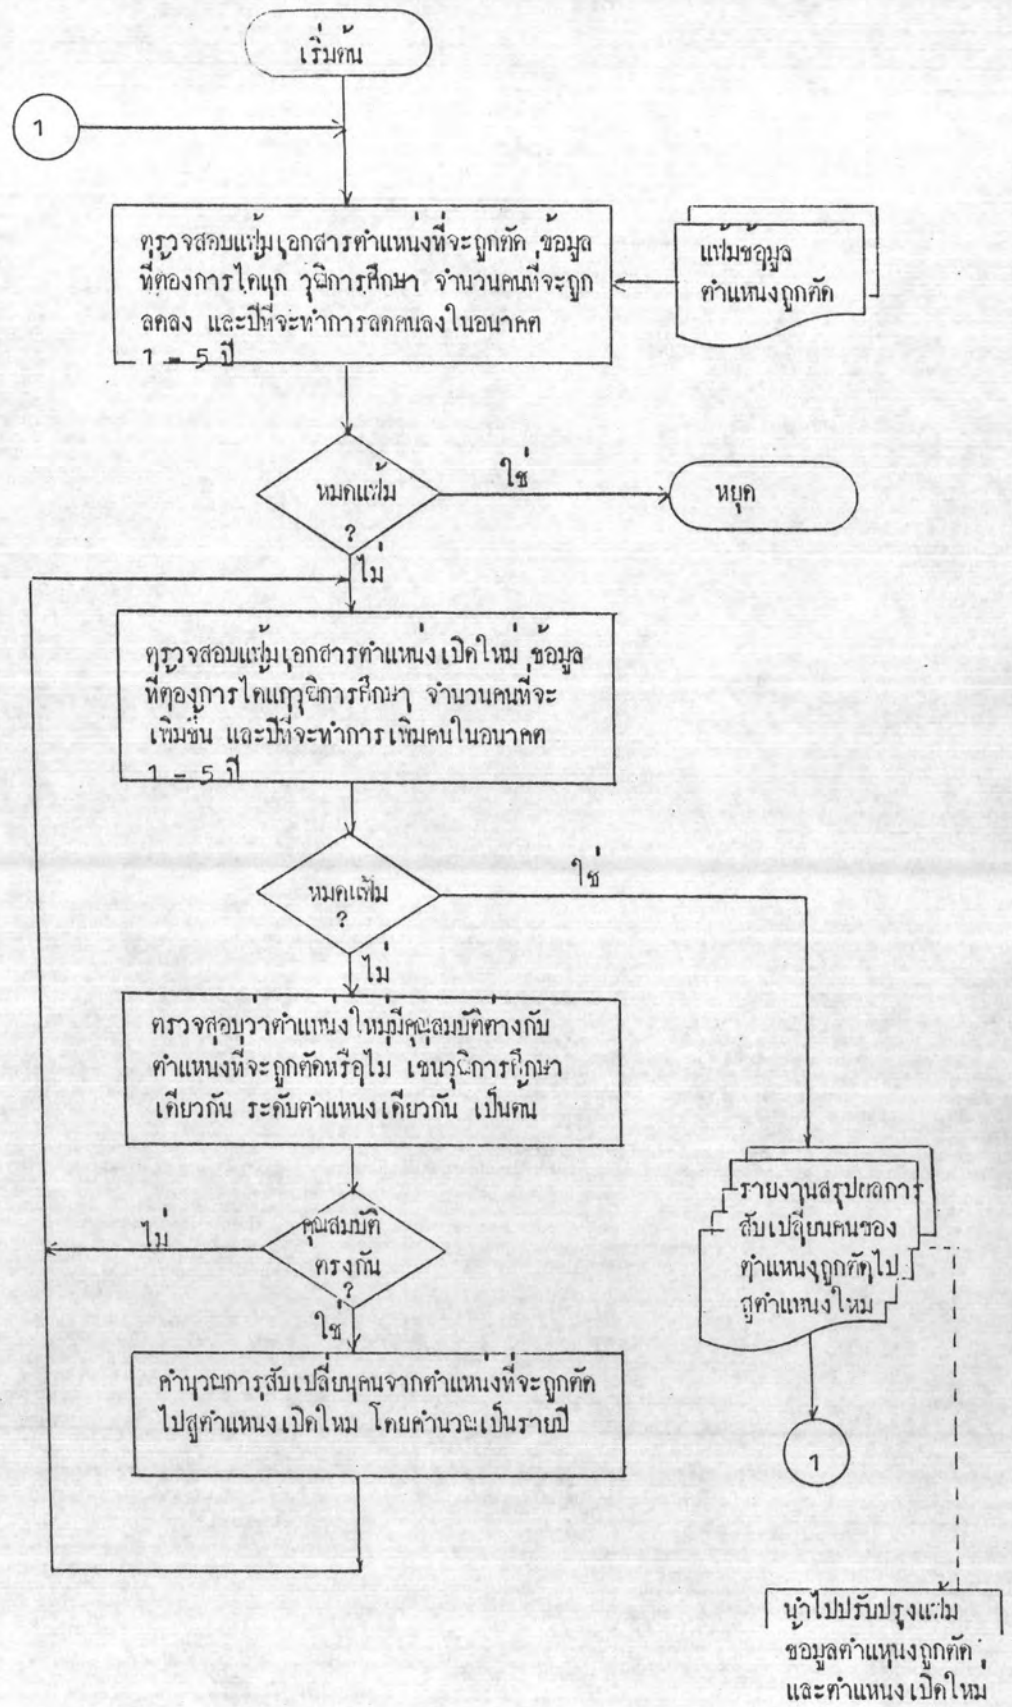 เริ่มต้น
1
ตรวจสอบแฟ้มเอกสารตำแหน่งที่จะถูกตัด ข้อมูล
ที่ต้องการได้แก่ วุฒิการศึกษา จำนวนคนที่จะถูก
ลดลง และปีที่จะทำการลดคนลงในอนาคต
1 - 5 ปี
แฟ้มข้อมูล
ตำแหน่งถูกตัด
หมดแฟ้ม
?
ใช่
หยุด
ไม่
ตรวจสอบแฟ้มเอกสารตำแหน่งเปิดใหม่ ข้อมูล
ที่ต้องการได้แก่วุฒิการศึกษา จำนวนคนที่จะ
เพิ่มขึ้น และปีที่จะทำการเพิ่มคนในอนาคต
1 - 5 ปี
หมดแฟ้ม
?
ใช่
ไม่
ตรวจสอบว่าตำแหน่งใหม่มีคุณสมบัติต่างกับ
ตำแหน่งที่จะถูกตัดหรือไม่ เช่นวุฒิการศึกษา
เดียวกัน ระดับตำแหน่งเดียวกัน เป็นต้น
คุณสมบัติ
ตรงกัน
?
ไม่
ใช่
คำนวณการสับเปลี่ยนคนจากตำแหน่งที่จะถูกตัด
ไปสู่ตำแหน่งเปิดใหม่ โดยคำนวณเป็นรายปี
รายงานสรุปผลการ
สับเปลี่ยนคนของ
ตำแหน่งถูกตัดไป
สู่ตำแหน่งใหม่
1
นำไปปรับปรุงแฟ้ม
ข้อมูลตำแหน่งถูกตัด
และตำแหน่งเปิดใหม่